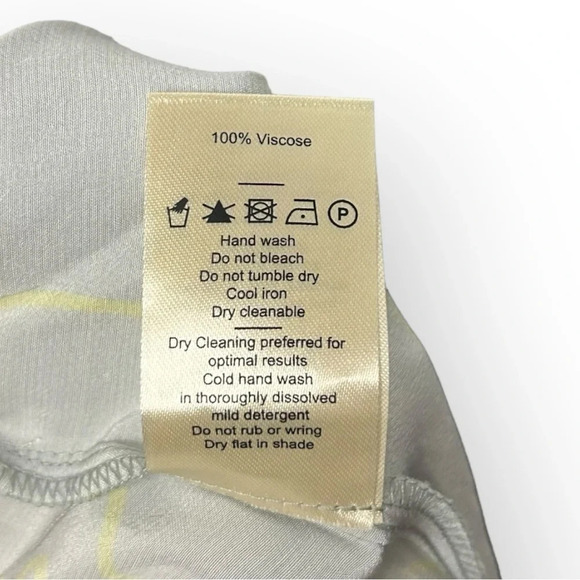 100% Viscose
P
Hand wash
Do not bleach
Do not tumble dry
Cool iron
Dry cleanable
Dry Cleaning preferred for
optimal results
Cold hand wash
in thoroughly dissolved
mild detergent
Do not rub or wring
Dry flat in shade